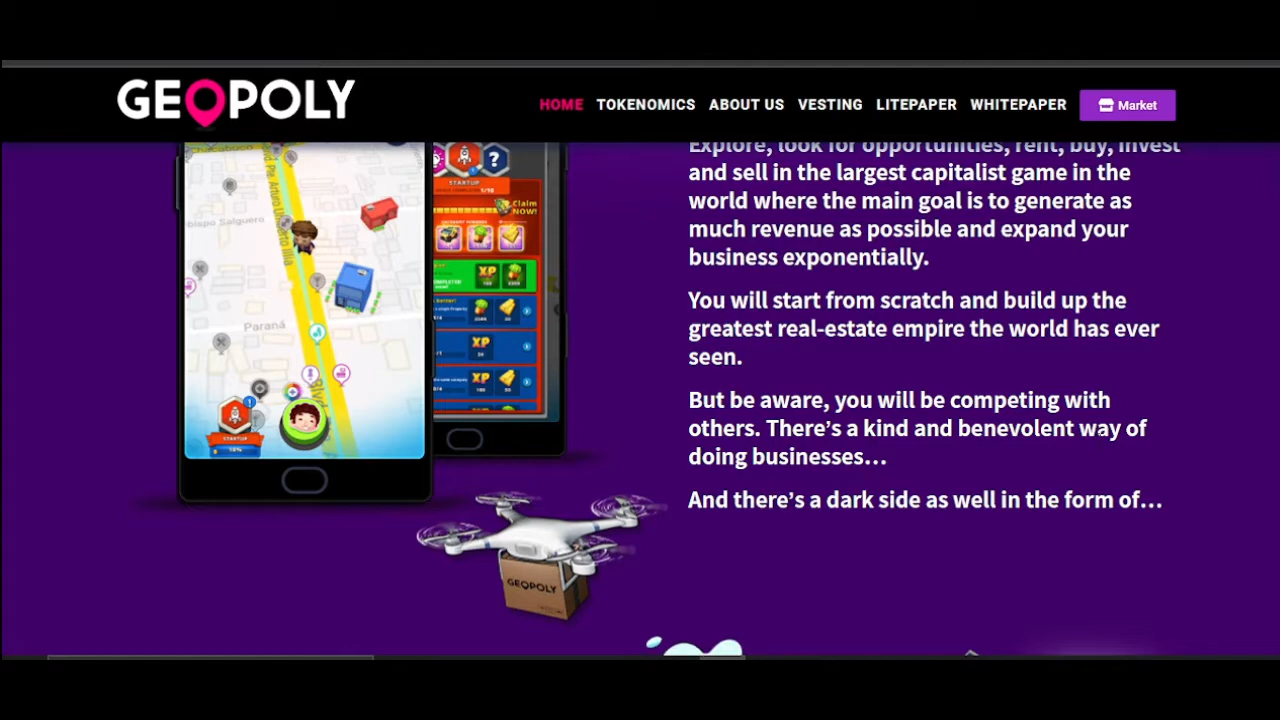 GEOPOLY
HOME TOKENOMICS ABOUT US VESTING LITEPAPER WHITEPAPER Market
Explore, look for opportunities, rent, buy, invest
and sell in the largest capitalist game in the
world where the main goal is to generate as
much revenue as possible and expand your
business exponentially.
You will start from scratch and build up the
greatest real-estate empire the world has ever
seen.
But be aware, you will be competing with
others. There’s a kind and benevolent way of
doing businesses…
And there’s a dark side as well in the form of…
Paraná
STARTUP
?
STARTUP
1/10
Claim
NOW!
XP
XP
XP
GEOPOLY